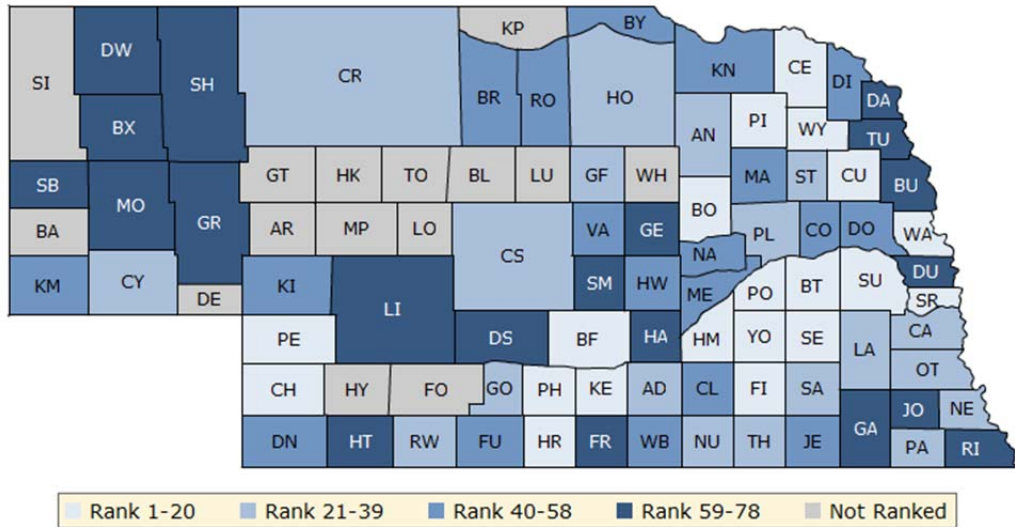 KP BY
DW SH CR KN CE DI
SI BR RO HO DA
BX AN PI WY TU
GT HK TO BL LU GF WH MA ST CU BU
SB MO GR BO
BA AR MP LO CS VA GE PL CO DO WA
NA
KM CY KI SM HW ME DU
DE LI PO BT SU SR
PE DS BF HA HM YO SE LA CA
OT
CH HY FO GO PH KE AD CL FI SA
JO NE
DN HT RW FU HR FR WB NU TH JE GA PA RI
Rank 1-20 Rank 21-39 Rank 40-58 Rank 59-78 Not Ranked